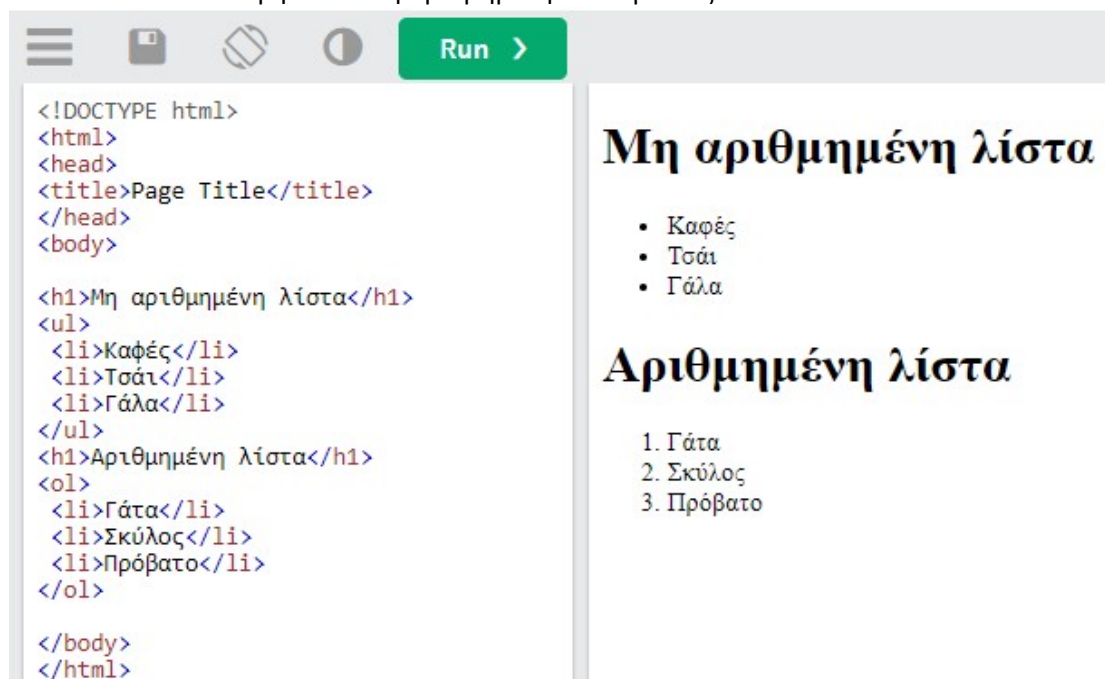 Run ❯
<!DOCTYPE html>
<html>
<head>
<title>Page Title</title>
</head>
<body>
<h1>Μη αριθμημένη λίστα</h1>
<ul>
<li>Καφές</li>
<li>Τσάι</li>
<li>Γάλα</li>
</ul>
<h1>Αριθμημένη λίστα</h1>
<ol>
<li>Γάτα</li>
<li>Σκύλος</li>
<li>Πρόβατο</li>
</ol>
</body>
</html>
Μη αριθμημένη λίστα
• Καφές
• Τσάι
• Γάλα
Αριθμημένη λίστα
1. Γάτα
2. Σκύλος
3. Πρόβατο